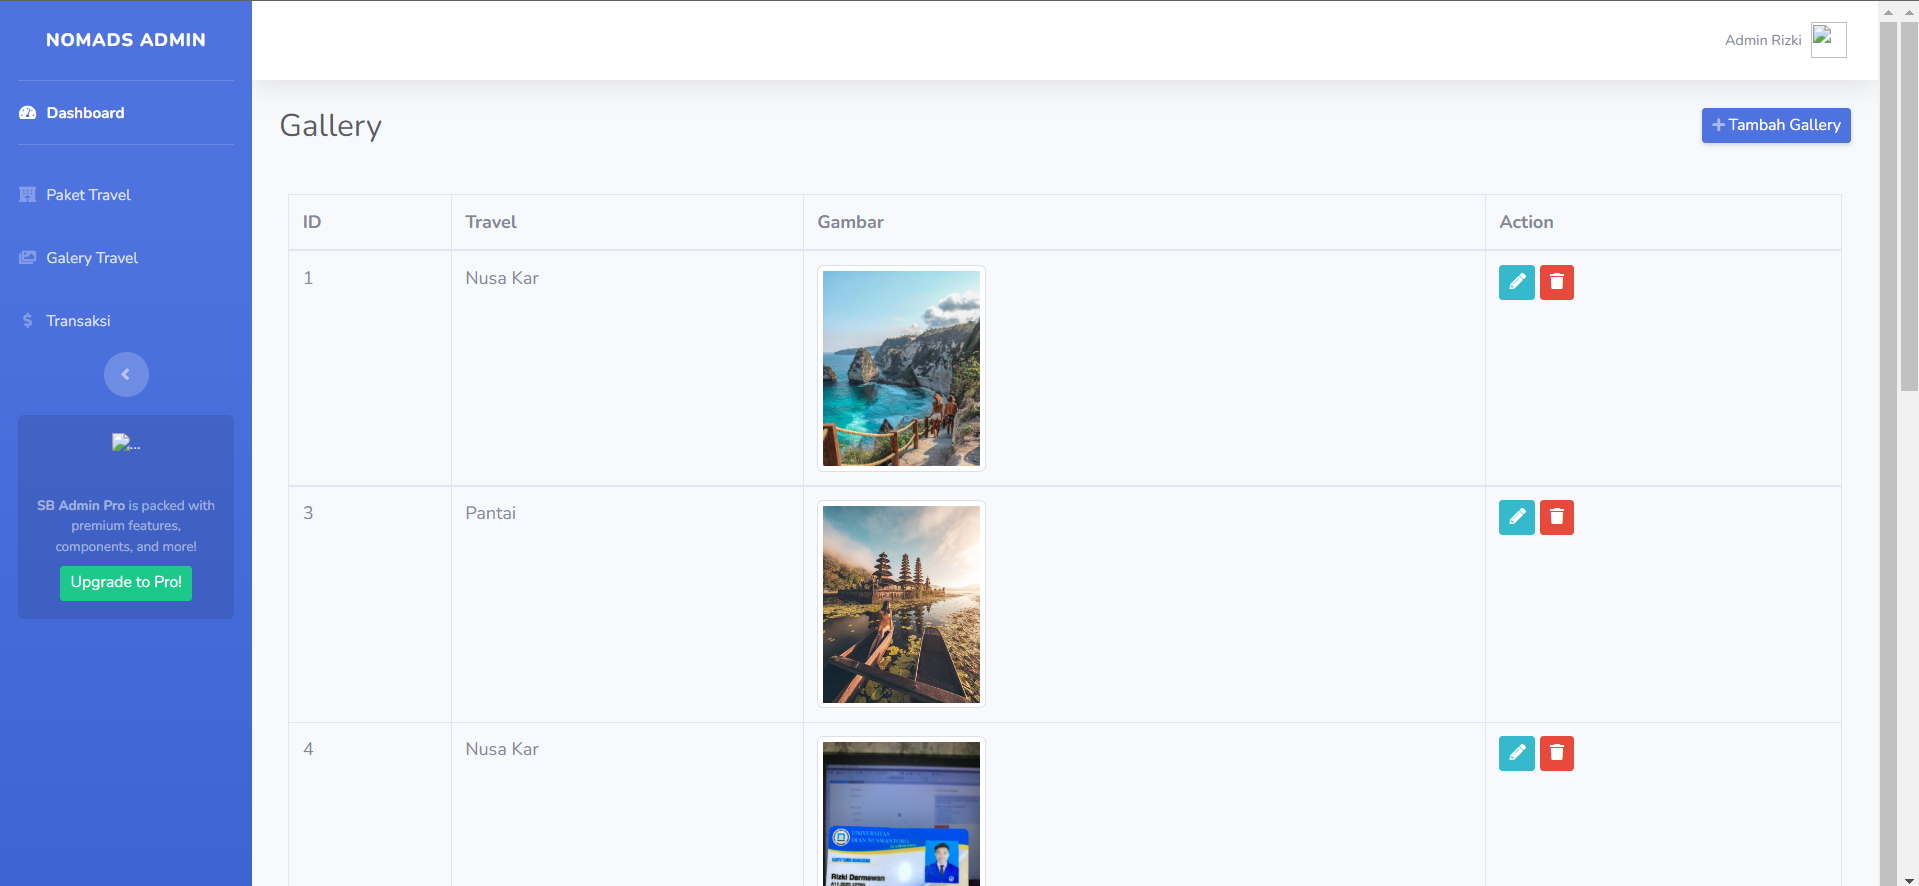 NOMADS ADMIN
Admin Rizki
Dashboard
Paket Travel
Galery Travel
Transaksi
...
SB Admin Pro is packed with
premium features,
components, and more!
Upgrade to Pro!
Gallery
Tambah Gallery
ID Travel Gambar Action
1 Nusa Kar
3 Pantai
4 Nusa Kar
UNIVERSITAS
DIAN NUSWANTORO
Rizki Darmawan